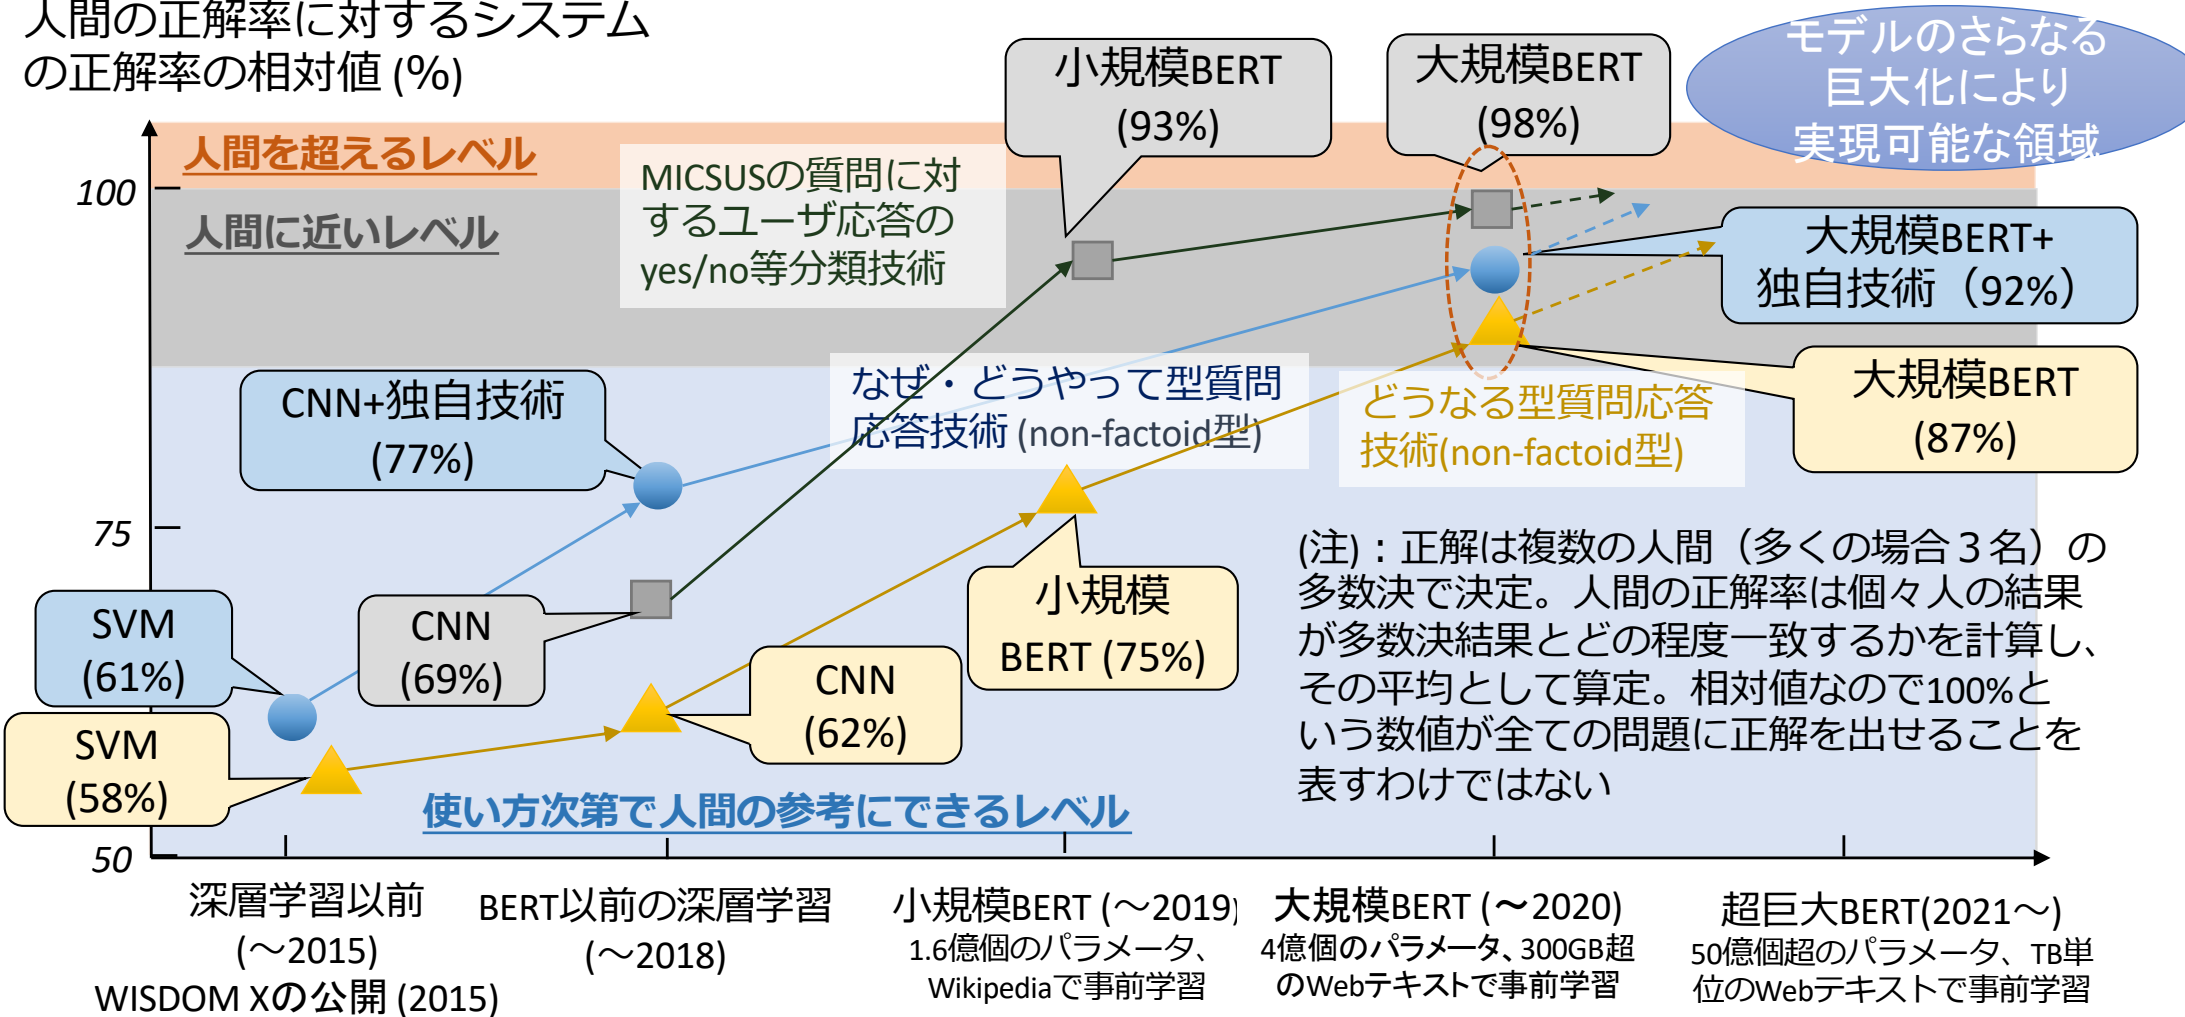 人間の正解率に対するシステム
の正解率の相対値 (%)
モデルのさらなる
巨大化により
実現可能な領域
小規模BERT
(93%)
大規模BERT
(98%)
人間を超えるレベル
100
人間に近いレベル
MICSUSの質問に対
するユーザ応答の
yes/no等分類技術
大規模BERT+
独自技術（92%）
CNN+独自技術
(77%)
なぜ・どうやって型質問
応答技術 (non-factoid型)
どうなる型質問応答
技術(non-factoid型)
大規模BERT
(87%)
75
SVM
(61%)
CNN
(69%)
小規模
BERT (75%)
SVM
(58%)
CNN
(62%)
(注)：正解は複数の人間（多くの場合３名）の
多数決で決定。人間の正解率は個々人の結果
が多数決結果とどの程度一致するかを計算し、
その平均として算定。相対値なので100%と
いう数値が全ての問題に正解を出せることを
表すわけではない
使い方次第で人間の参考にできるレベル
50
深層学習以前
(～2015)
WISDOM Xの公開 (2015)
BERT以前の深層学習
(～2018)
小規模BERT (～2019)
1.6億個のパラメータ、
Wikipediaで事前学習
大規模BERT (～2020)
4億個のパラメータ、300GB超
のWebテキストで事前学習
超巨大BERT(2021～)
50億個超のパラメータ、TB単
位のWebテキストで事前学習